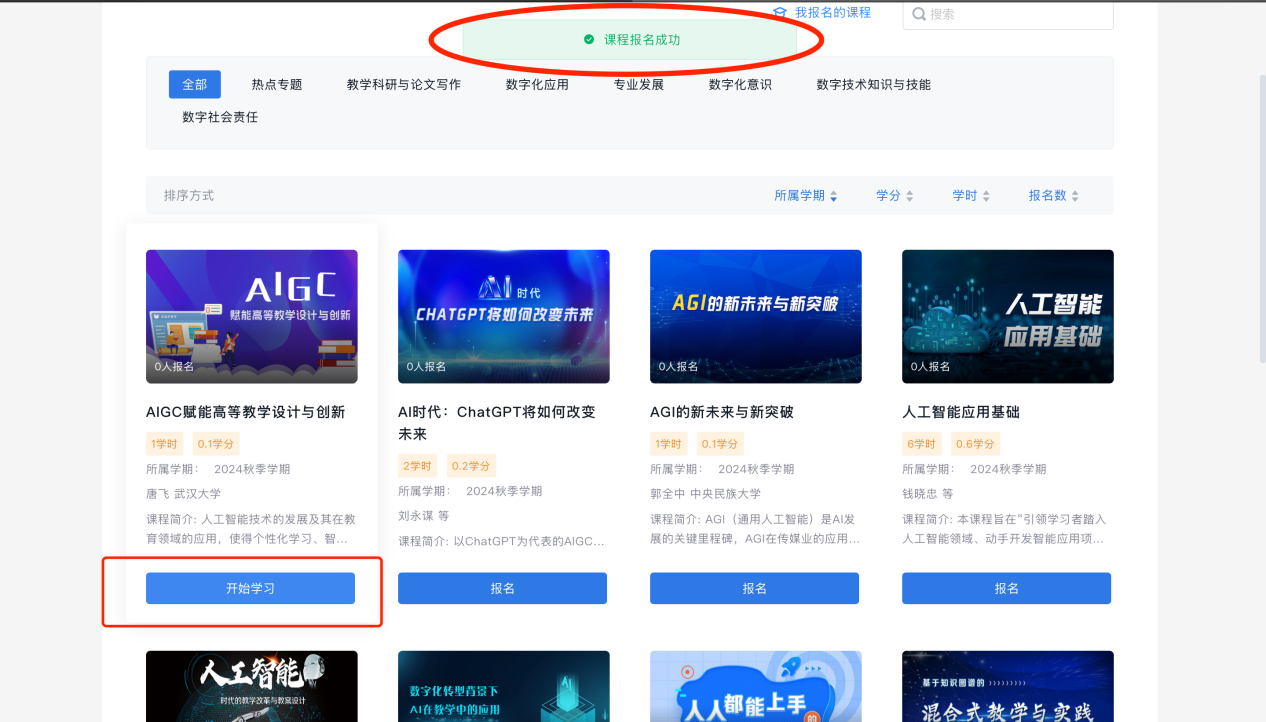 我报名的课程
搜索
课程报名成功
全部 热点专题 教学科研与论文写作 数字化应用 专业发展 数字化意识 数字技术知识与技能
数字社会责任
排序方式 所属学期 学分 学时 报名数
AIGC
赋能高等教学设计与创新
0人报名
AIGC赋能高等教学设计与创新
1学时 0.1学分
所属学期： 2024秋季学期
唐飞 武汉大学
课程简介: 人工智能技术的发展及其在教
育领域的应用，使得个性化学习、智...
开始学习
AI时代
CHATGPT将如何改变未来
0人报名
AI时代：ChatGPT将如何改变
未来
2学时 0.2学分
所属学期： 2024秋季学期
刘永谋 等
课程简介: 以ChatGPT为代表的AIGC...
报名
AGI的新未来与新突破
0人报名
AGI的新未来与新突破
1学时 0.1学分
所属学期： 2024秋季学期
郭全中 中央民族大学
课程简介: AGI（通用人工智能）是AI发
展的关键里程碑，AGI在传媒业的应用...
报名
人工智能
应用基础
0人报名
人工智能应用基础
6学时 0.6学分
所属学期： 2024秋季学期
钱晓忠 等
课程简介: 本课程旨在“引领学习者踏入
人工智能领域、动手开发智能应用项...
报名
人工智能
时代的教学改革与教案设计
数字化转型背景下
AI在教学中的应用
AI
人人都能上手
的
基于知识图谱的
混合式教学与实践